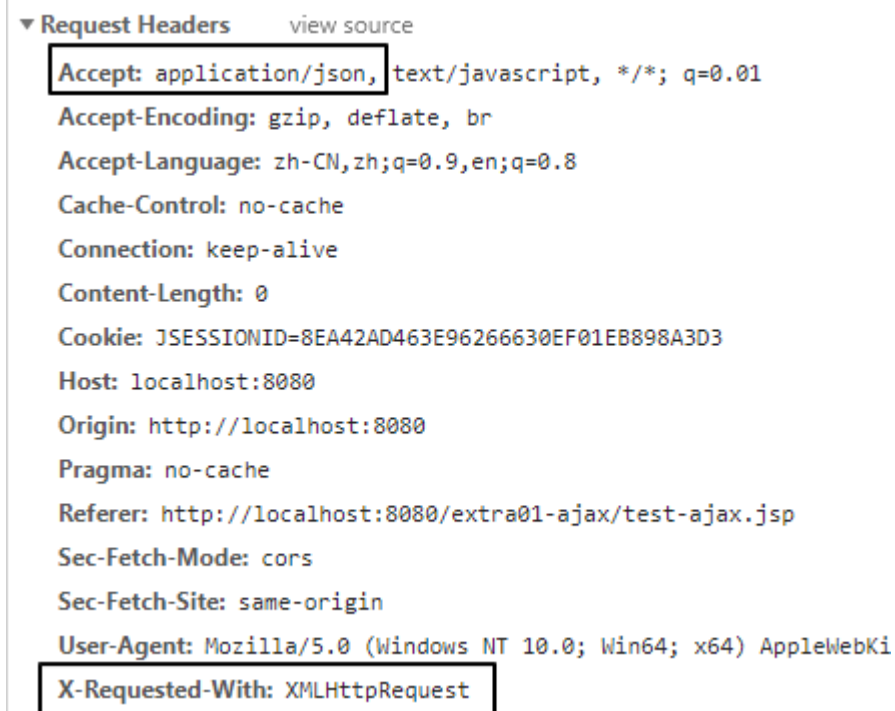 Request Headers view source
Accept: application/json, text/javascript, */*; q=0.01
Accept-Encoding: gzip, deflate, br
Accept-Language: zh-CN,zh;q=0.9,en;q=0.8
Cache-Control: no-cache
Connection: keep-alive
Content-Length: 0
Cookie: JSESSIONID=8EA42AD463E96266630EF01EB898A3D3
Host: localhost:8080
Origin: http://localhost:8080
Pragma: no-cache
Referer: http://localhost:8080/extra01-ajax/test-ajax.jsp
Sec-Fetch-Mode: cors
Sec-Fetch-Site: same-origin
User-Agent: Mozilla/5.0 (Windows NT 10.0; Win64; x64) AppleWebKi
X-Requested-With: XMLHttpRequest